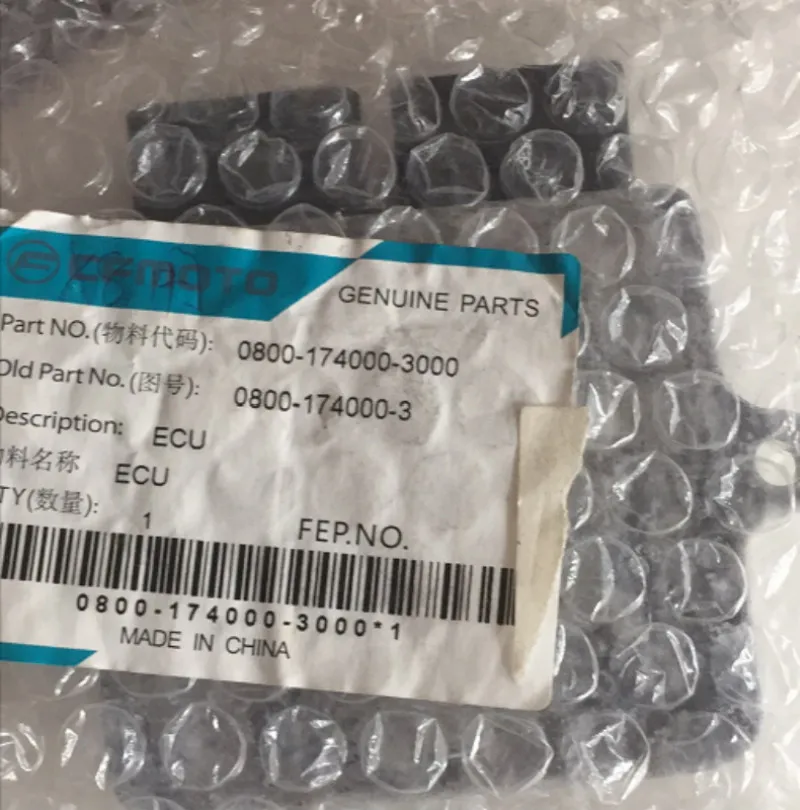 CFMOTO
GENUINE PARTS
Part NO.(物料代码): 0800-174000-3000
Old Part No.(图号): 0800-174000-3
Description: ECU
物料名称 ECU
TY(数量): 1
FEP.NO.
0800-174000-3000*1
MADE IN CHINA